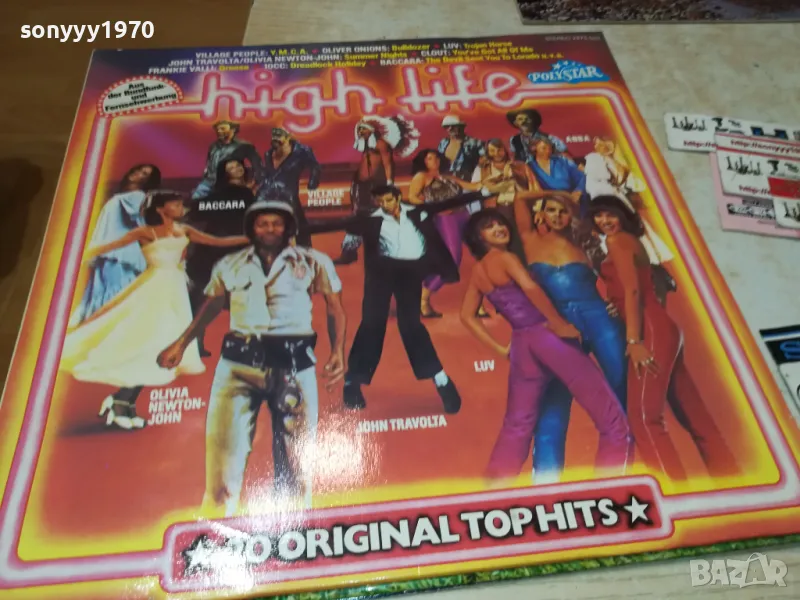 sonyyy1970
VILLAGE PEOPLE: Y.M.C.A. ★ OLIVER ONIONS: Bulldozer ★ LUV: Trojan Horse
JOHN TRAVOLTA/OLIVIA NEWTON-JOHN: Summer Nights ★ CLOUT: You've Got All Of Me
FRANKIE VALLI: Grease ★ 10CC: Dreadlock Holiday ★ BACCARA: The Devil Sent You To Laredo u.v.a.
STEREO
Aus
der Rundfunk-
und
Fernsehwerbung
high life
POLYSTAR
ABBA
BACCARA
VILLAGE
PEOPLE
LUV
OLIVIA
NEWTON-
JOHN
JOHN TRAVOLTA
★ 20 ORIGINAL TOP HITS ★
BAZAR